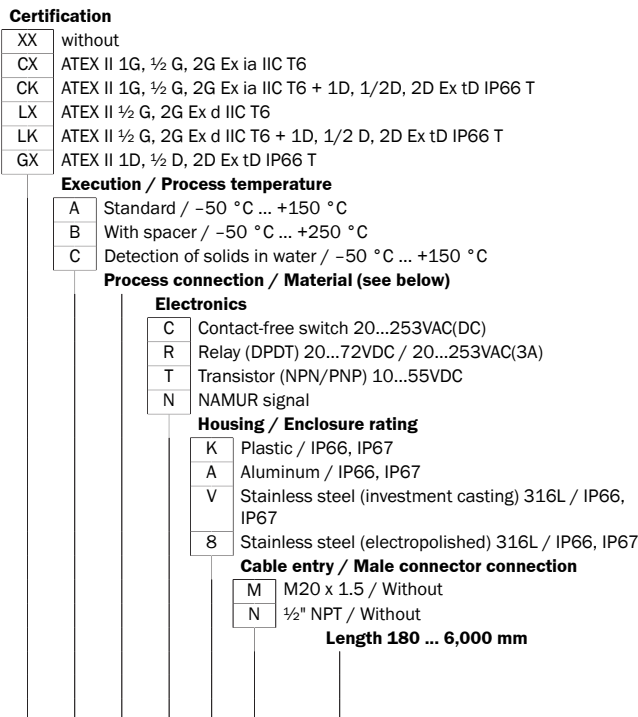 Certification
XX without
CX ATEX II 1G, ½ G, 2G Ex ia IIC T6
CK ATEX II 1G, ½ G, 2G Ex ia IIC T6 + 1D, 1/2D, 2D Ex tD IP66 T
LX ATEX II ½ G, 2G Ex d IIC T6
LK ATEX II ½ G, 2G Ex d IIC T6 + 1D, 1/2 D, 2D Ex tD IP66 T
GX ATEX II 1D, ½ D, 2D Ex tD IP66 T
Execution / Process temperature
A Standard / –50 °C ... +150 °C
B With spacer / –50 °C ... +250 °C
C Detection of solids in water / –50 °C ... +150 °C
Process connection / Material (see below)
Electronics
C Contact-free switch 20...253VAC(DC)
R Relay (DPDT) 20...72VDC / 20...253VAC(3A)
T Transistor (NPN/PNP) 10...55VDC
N NAMUR signal
Housing / Enclosure rating
K Plastic / IP66, IP67
A Aluminum / IP66, IP67
V Stainless steel (investment casting) 316L / IP66,
IP67
8 Stainless steel (electropolished) 316L / IP66, IP67
Cable entry / Male connector connection
M M20 x 1.5 / Without
N ½" NPT / Without
Length 180 ... 6,000 mm